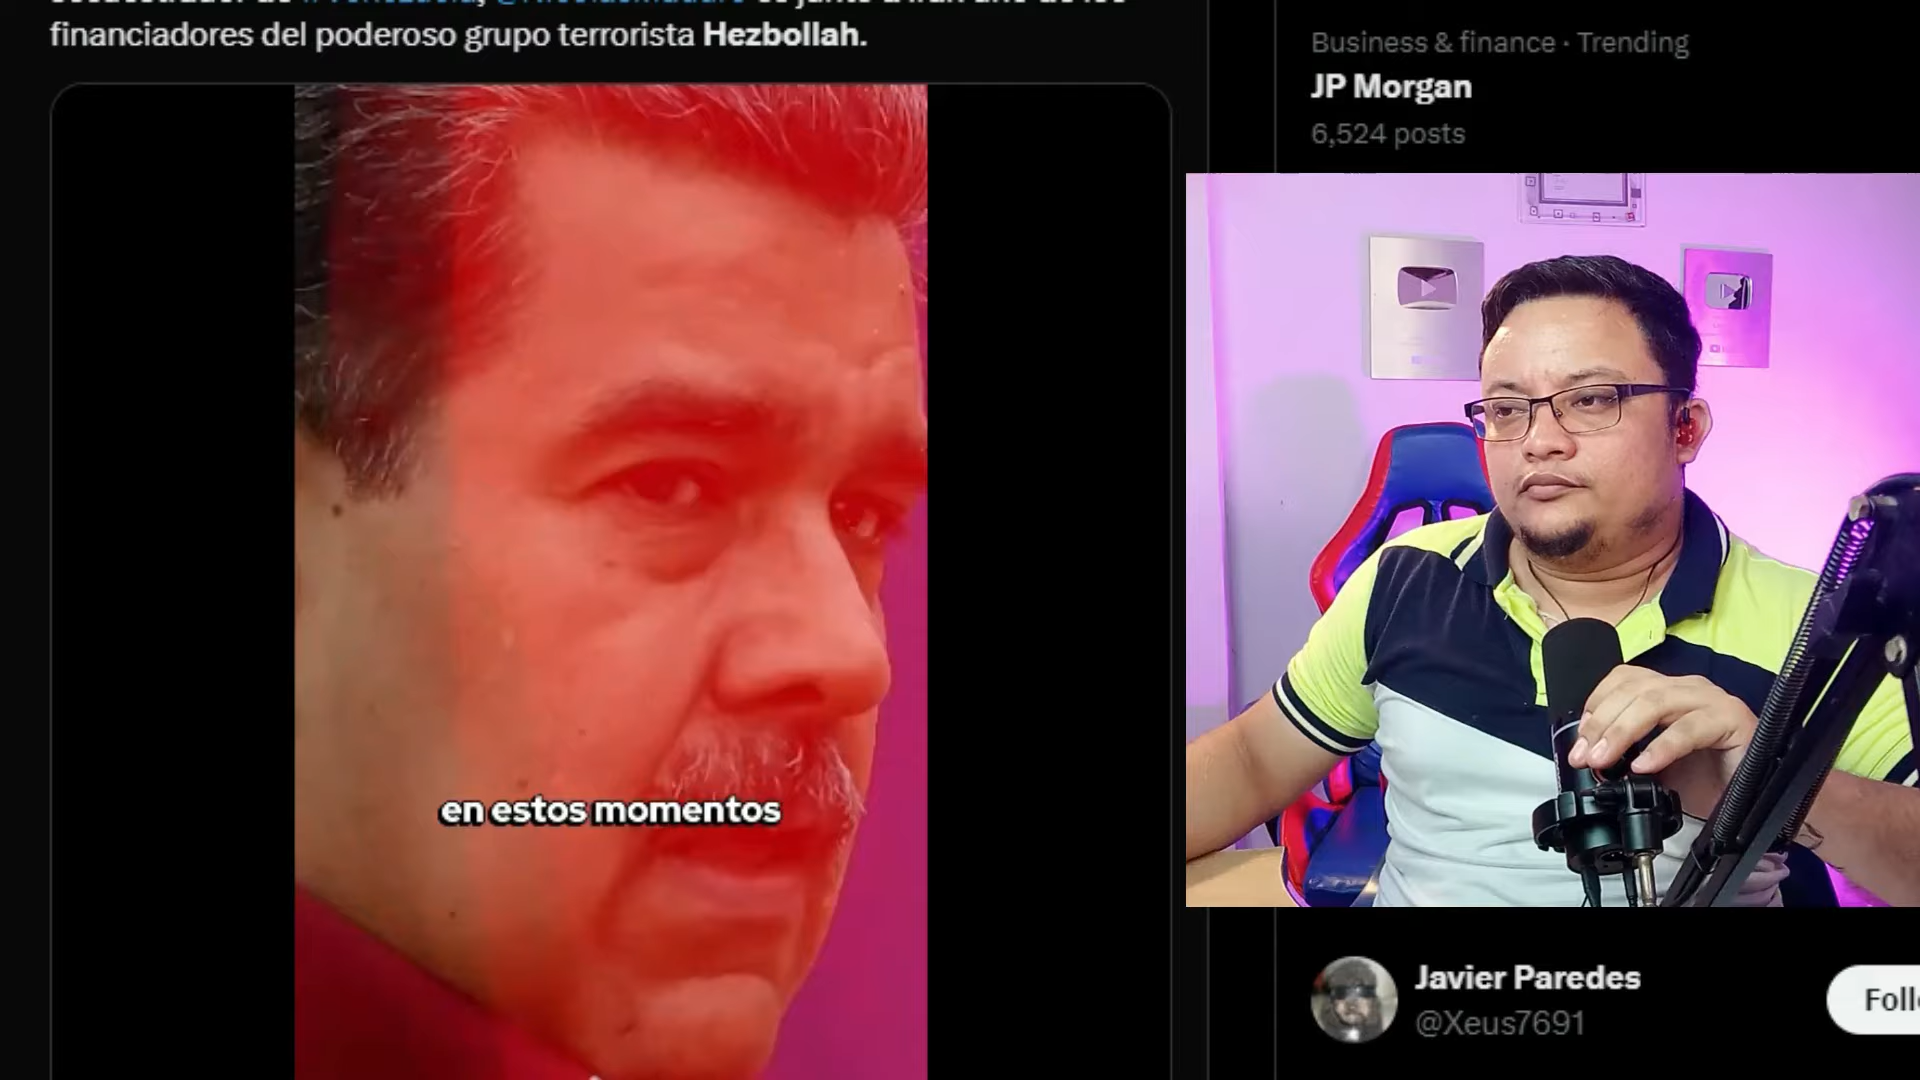 financiadores del poderoso grupo terrorista Hezbollah.
en estos momentos
Business & finance · Trending
JP Morgan
6,524 posts
Javier Paredes
@Xeus7691